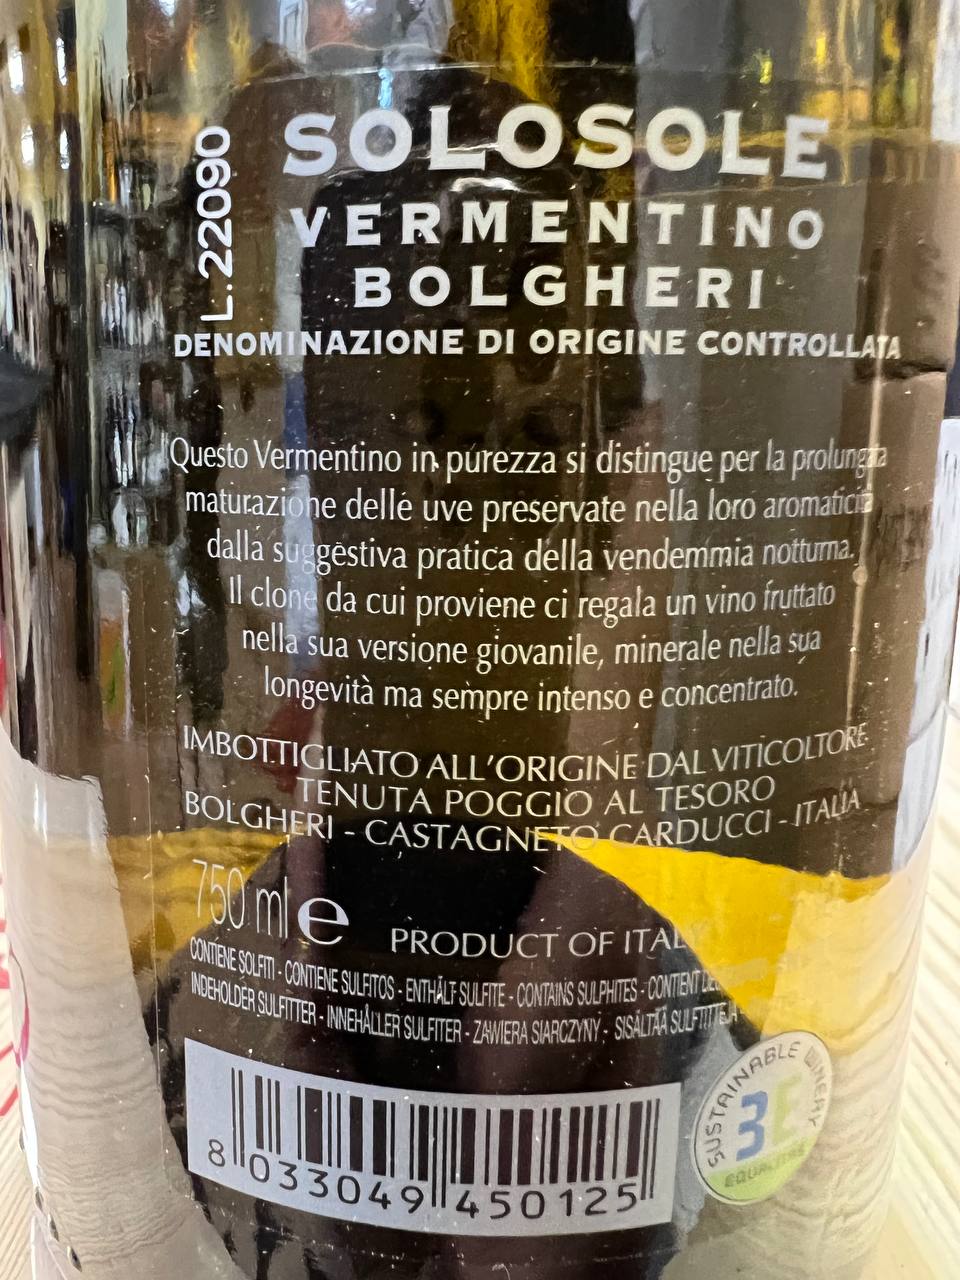 L.22090
SOLOSOLE
VERMENTINO
BOLGHERI
DENOMINAZIONE DI ORIGINE CONTROLLATA
Questo Vermentino in purezza si distingue per la prolungata
maturazione delle uve preservate nella loro aromaticità
dalla suggestiva pratica della vendemmia notturna.
Il clone da cui proviene ci regala un vino fruttato
nella sua versione giovanile, minerale nella sua
longevità ma sempre intenso e concentrato.
IMBOTTIGLIATO ALL'ORIGINE DAL VITICOLTORE
TENUTA POGGIO AL TESORO
BOLGHERI - CASTAGNETO CARDUCCI - ITALIA
750 ml e
PRODUCT OF ITALY
CONTIENE SOLFITI - CONTIENE SULFITOS - ENTHÄLT SULFITE - CONTAINS SULPHITES - CONTIENT
INDEHOLDER SULFITTER - INNEHÅLLER SULFITER - ZAWIERA SIARCZYNY - SISÄLTÄÄ SULFIITTEJÄ
SUSTAINABLE WINERY
3E
EQUALITAS
8 033049 450125